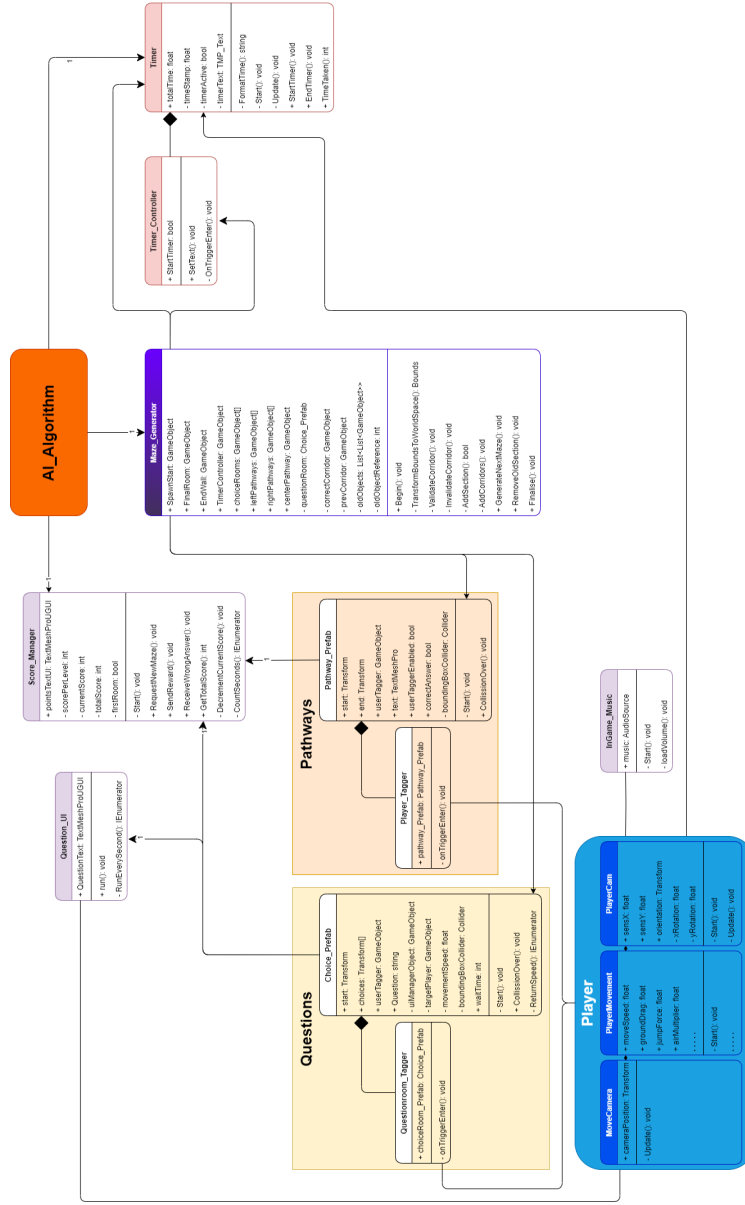 AI_Algorithm
1
1
1
Question_UI
+ QuestionText: TextMeshProUGUI
+ run(): void
- RunEverySecond(): IEnumerator
Score_Manager
+ pointsTextUI: TextMeshProUGUI
- scorePerLevel: int
- currentScore: int
- totalScore: int
- firstRoom: bool
- Start(): void
+ RequestNewMaze(): void
+ SendReward(): void
+ ReceiveWrongAnswer(): void
+ GetTotalScore(): int
- DecrementCurrentScore(): void
- CountSeconds(): IEnumerator
Maze_Generator
+ SpawnStart: GameObject
+ FinalRoom: GameObject
+ EndWall: GameObject
+ TimerController: GameObject
+ choiceRooms: GameObject[]
+ leftPathways: GameObject[]
+ rightPathways: GameObject[]
+ centerPathway: GameObject
- questionRoom: Choice_Prefab
- correctCorridor: GameObject
- prevCorridor: GameObject
- oldObjects: List<List<GameObject>>
- oldObjectReference: int
+ Begin(): void
- TransformBoundsToWorldSpace(): Bounds
- ValidateCorridor(): void
- InvalidateCorridor(): void
- AddSection(): bool
- AddCorridors(): void
+ GenerateNextMaze(): void
+ RemoveOldSection(): void
+ Finalise(): void
Timer_Controller
+ StartTimer: bool
+ SetText(): void
- OnTriggerEnter(): void
Timer
+ totalTime: float
- timeStamp: float
- timerActive: bool
- timerText: TMP_Text
- FormatTime(): string
- Start(): void
- Update(): void
+ StartTimer(): void
+ EndTimer(): void
+ TimeTaken(): int
1
1
1
Questions
Choice_Prefab
+ start: Transform
+ choices: Transform[]
+ userTagger: GameObject
+ Question: string
- uiManagerObject: GameObject
- targetPlayer: GameObject
- movementSpeed: float
- boundingBoxCollider: Collider
+ waitTime: int
- Start(): void
+ CollisionOver(): void
- ReturnSpeed(): IEnumerator
Questionroom_Tagger
+ choiceRoom_Prefab: Choice_Prefab
- onTriggerEnter(): void
Pathways
Pathway_Prefab
+ start: Transform
+ end: Transform
+ userTagger: GameObject
+ text: TextMeshPro
+ userTaggerEnabled: bool
+ correctAnswer: bool
- boundingBoxCollider: Collider
- Start(): void
+ CollisionOver(): void
Player_Tagger
+ pathway_Prefab: Pathway_Prefab
- onTriggerEnter(): void
Player
MoveCamera
+ cameraPosition: Transform
- Update(): void
PlayerMovement
+ moveSpeed: float
+ groundDrag: float
+ jumpForce: float
+ airMultiplier: float
. . . . .
- Start(): void
. . . . .
PlayerCam
+ sensX: float
+ sensY: float
+ orientation: Transform
- xRotation: float
- yRotation: float
- Start(): void
- Update(): void
InGame_Music
+ music: AudioSource
- Start(): void
- loadVolume(): void